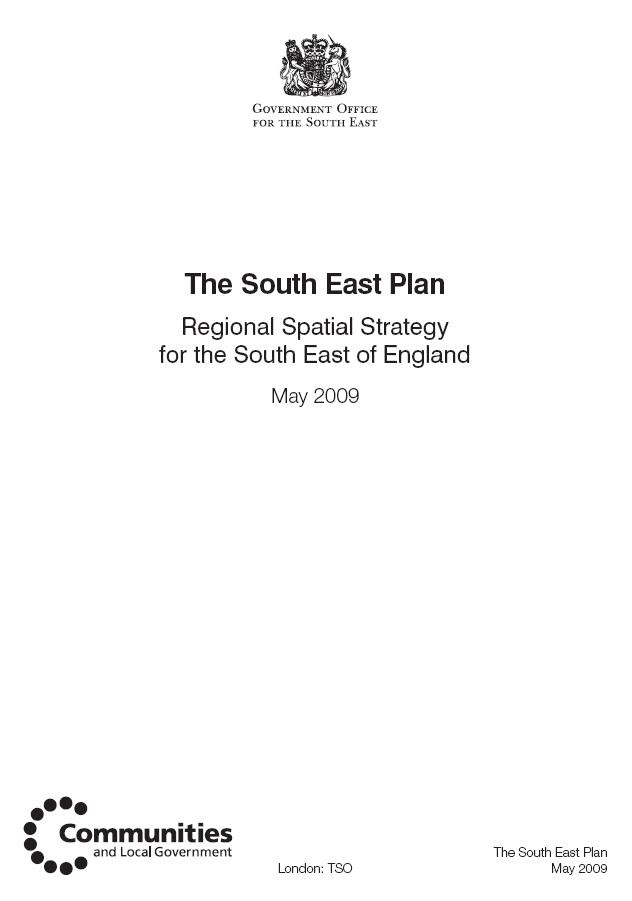 Government Office
for the South East
The South East Plan
Regional Spatial Strategy
for the South East of England
May 2009
Communities
and Local Government
London: TSO
The South East Plan
May 2009